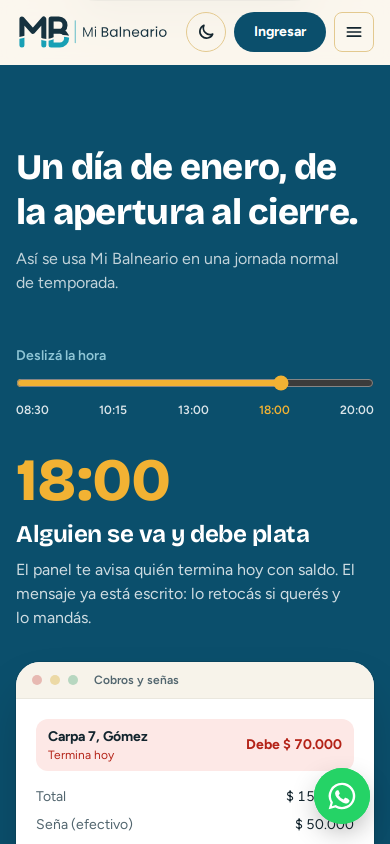 MB Mi Balneario Ingresar
Un día de enero, de
la apertura al cierre.
Así se usa Mi Balneario en una jornada normal
de temporada.
Deslizá la hora
08:30 10:15 13:00 18:00 20:00
18:00
Alguien se va y debe plata
El panel te avisa quién termina hoy con saldo. El
mensaje ya está escrito: lo retocás si querés y
lo mandás.
Cobros y señas
Carpa 7, Gómez
Debe $ 70.000
Termina hoy
Total $ 15
Seña (efectivo) $ 50.000